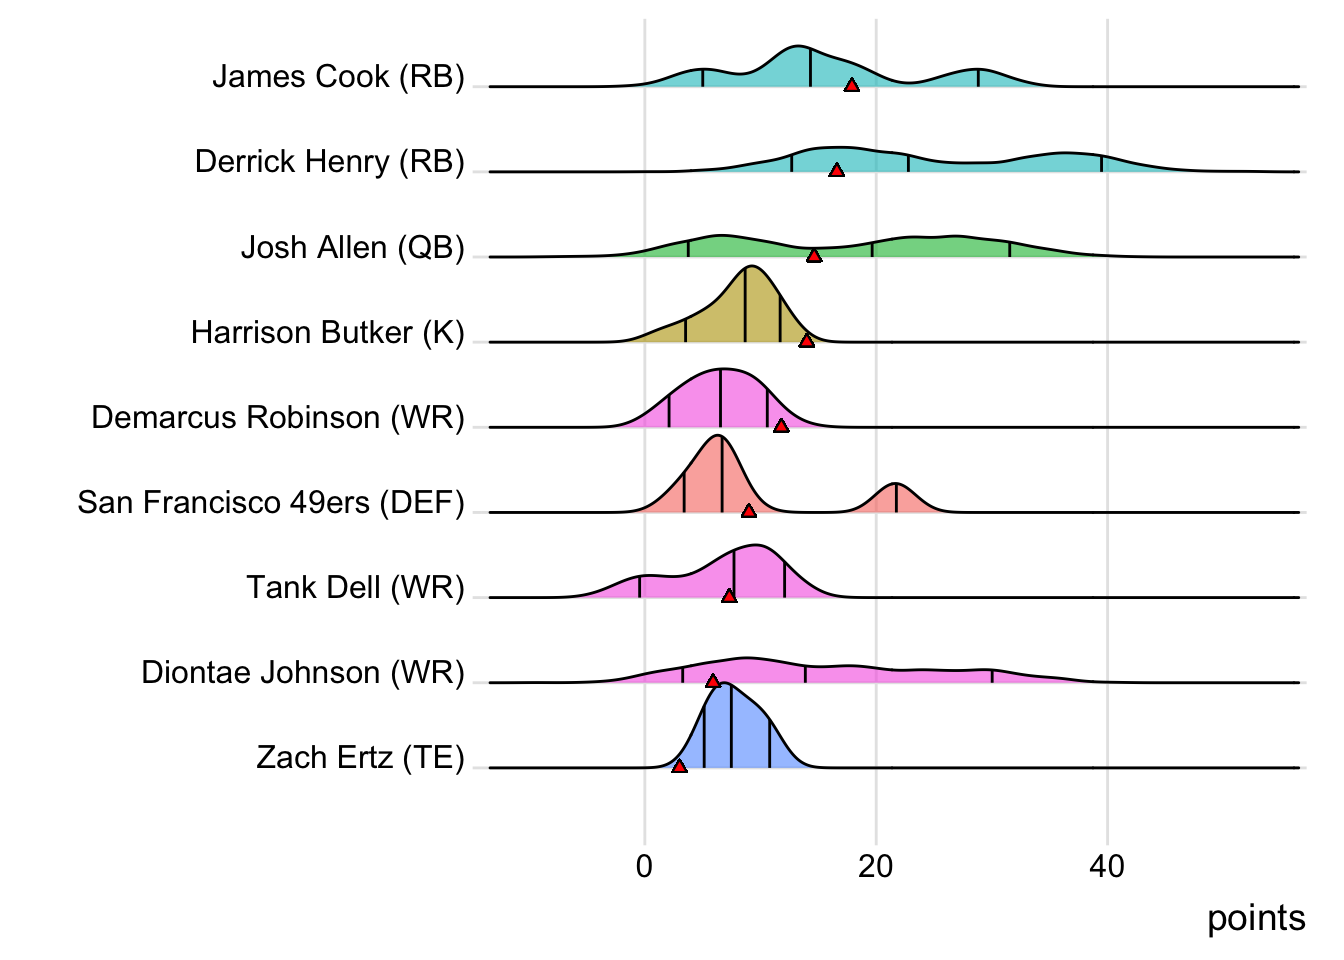 James Cook (RB)
Derrick Henry (RB)
Josh Allen (QB)
Harrison Butker (K)
Demarcus Robinson (WR)
San Francisco 49ers (DEF)
Tank Dell (WR)
Diontae Johnson (WR)
Zach Ertz (TE)
0 20 40
points